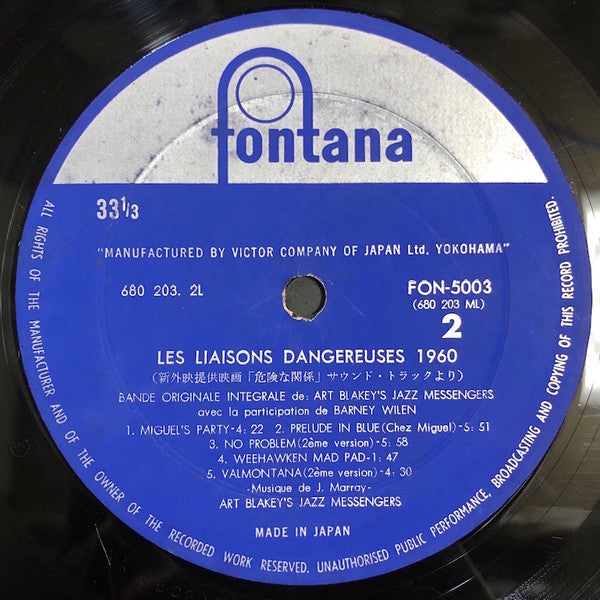 fontana
33 1/3
"MANUFACTURED BY VICTOR COMPANY OF JAPAN Ltd. YOKOHAMA"
680 203. 2L
FON-5003
(680 203 ML)
2
LES LIAISONS DANGEREUSES 1960
(新外映提供映画「危険な関係」サウンド・トラックより)
BANDE ORIGINALE INTEGRALE de: ART BLAKEY'S JAZZ MESSENGERS
avec la participation de BARNEY WILEN
1. MIGUEL'S PARTY-4: 22 2. PRELUDE IN BLUE(Chez Miguel)-5: 51
3. NO PROBLEM(2ème version)-5: 58
4. WEEHAWKEN MAD PAD-1: 47
5. VALMONTANA(2ème version)-4: 30
-Musique de J. Marray-
ART BLAKEY'S JAZZ MESSENGERS
MADE IN JAPAN
ALL RIGHTS OF THE MANUFACTURER AND OF THE OWNER OF THE RECORDED WORK RESERVED, UNAUTHORISED PUBLIC PERFORMANCE, BROADCASTING AND COPYING OF THIS RECORD PROHIBITED.